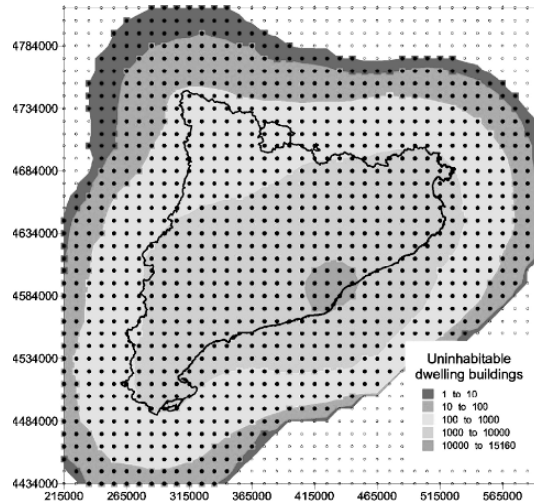 4784000
4734000
4684000
4634000
4584000
4534000
4484000
4434000
215000 265000 315000 365000 415000 465000 515000 565000
Uninhabitable
dwelling buildings
1 to 10
10 to 100
100 to 1000
1000 to 10000
10000 to 15160